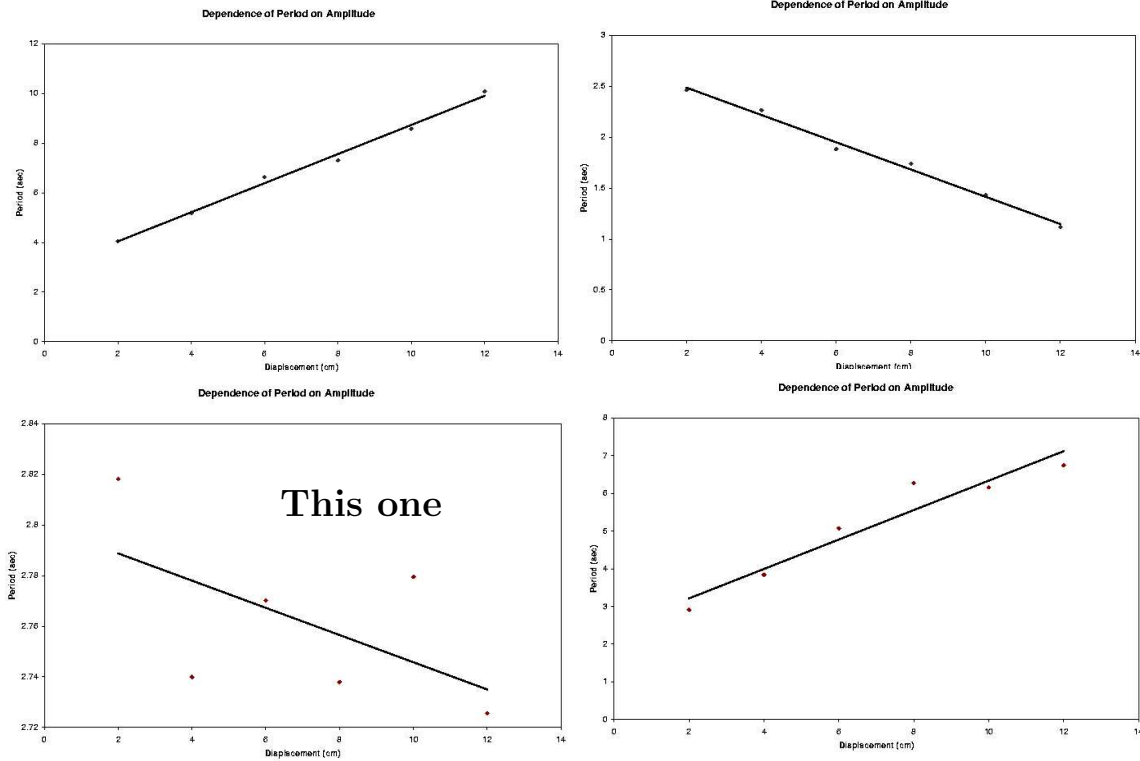 Dependence of Period on Amplitude
12
10
8
6
4
2
0
Period (sec)
0 2 4 6 8 10 12 14
Displacement (cm)
Dependence of Period on Amplitude
3
2.5
2
1.5
1
0.5
0
Period (sec)
0 2 4 6 8 10 12 14
Displacement (cm)
Dependence of Period on Amplitude
2.84
2.82
2.8
2.78
2.76
2.74
2.72
Period (sec)
This one
0 2 4 6 8 10 12 14
Displacement (cm)
Dependence of Period on Amplitude
8
7
6
5
4
3
2
1
0
Period (sec)
0 2 4 6 8 10 12 14
Displacement (cm)